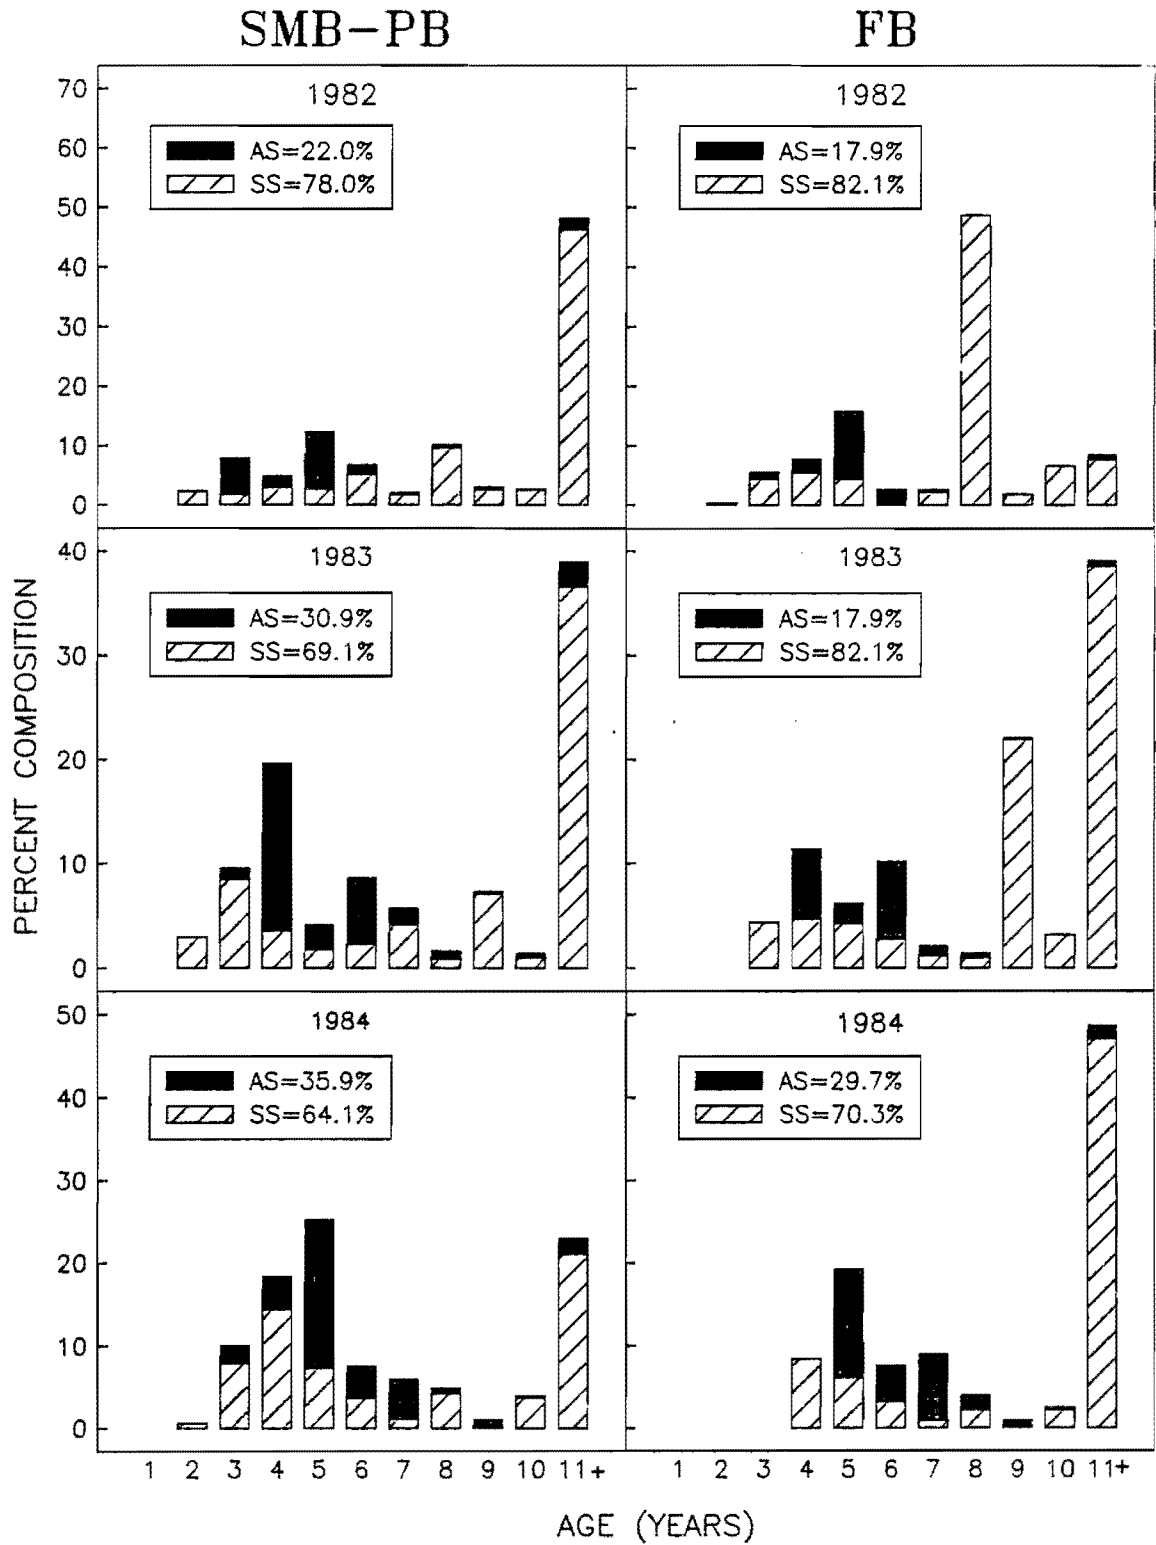 SMB-PB FB
1982
AS=22.0%
SS=78.0%
70
60
50
40
30
20
10
0
1982
AS=17.9%
SS=82.1%
1983
AS=30.9%
SS=69.1%
40
30
20
10
0
1983
AS=17.9%
SS=82.1%
1984
AS=35.9%
SS=64.1%
50
40
30
20
10
0
1984
AS=29.7%
SS=70.3%
PERCENT COMPOSITION
1 2 3 4 5 6 7 8 9 10 11+ 1 2 3 4 5 6 7 8 9 10 11+
AGE (YEARS)